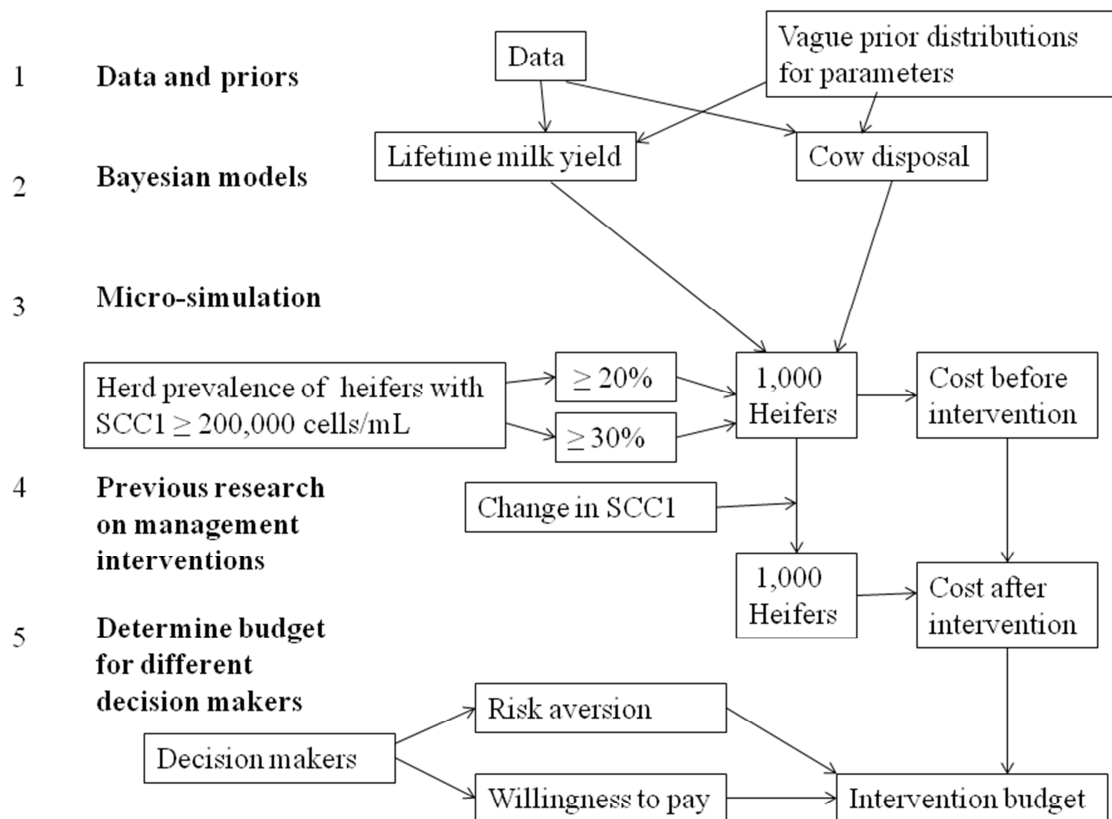 1
Data and priors
Data
Vague prior distributions
for parameters
2
Bayesian models
Lifetime milk yield
Cow disposal
3
Micro-simulation
Herd prevalence of heifers with
SCC1 ≥ 200,000 cells/mL
≥ 20%
≥ 30%
1,000
Heifers
Cost before
intervention
4
Previous research
on management
interventions
Change in SCC1
1,000
Heifers
Cost after
intervention
5
Determine budget
for different
decision makers
Decision makers
Risk aversion
Willingness to pay
Intervention budget